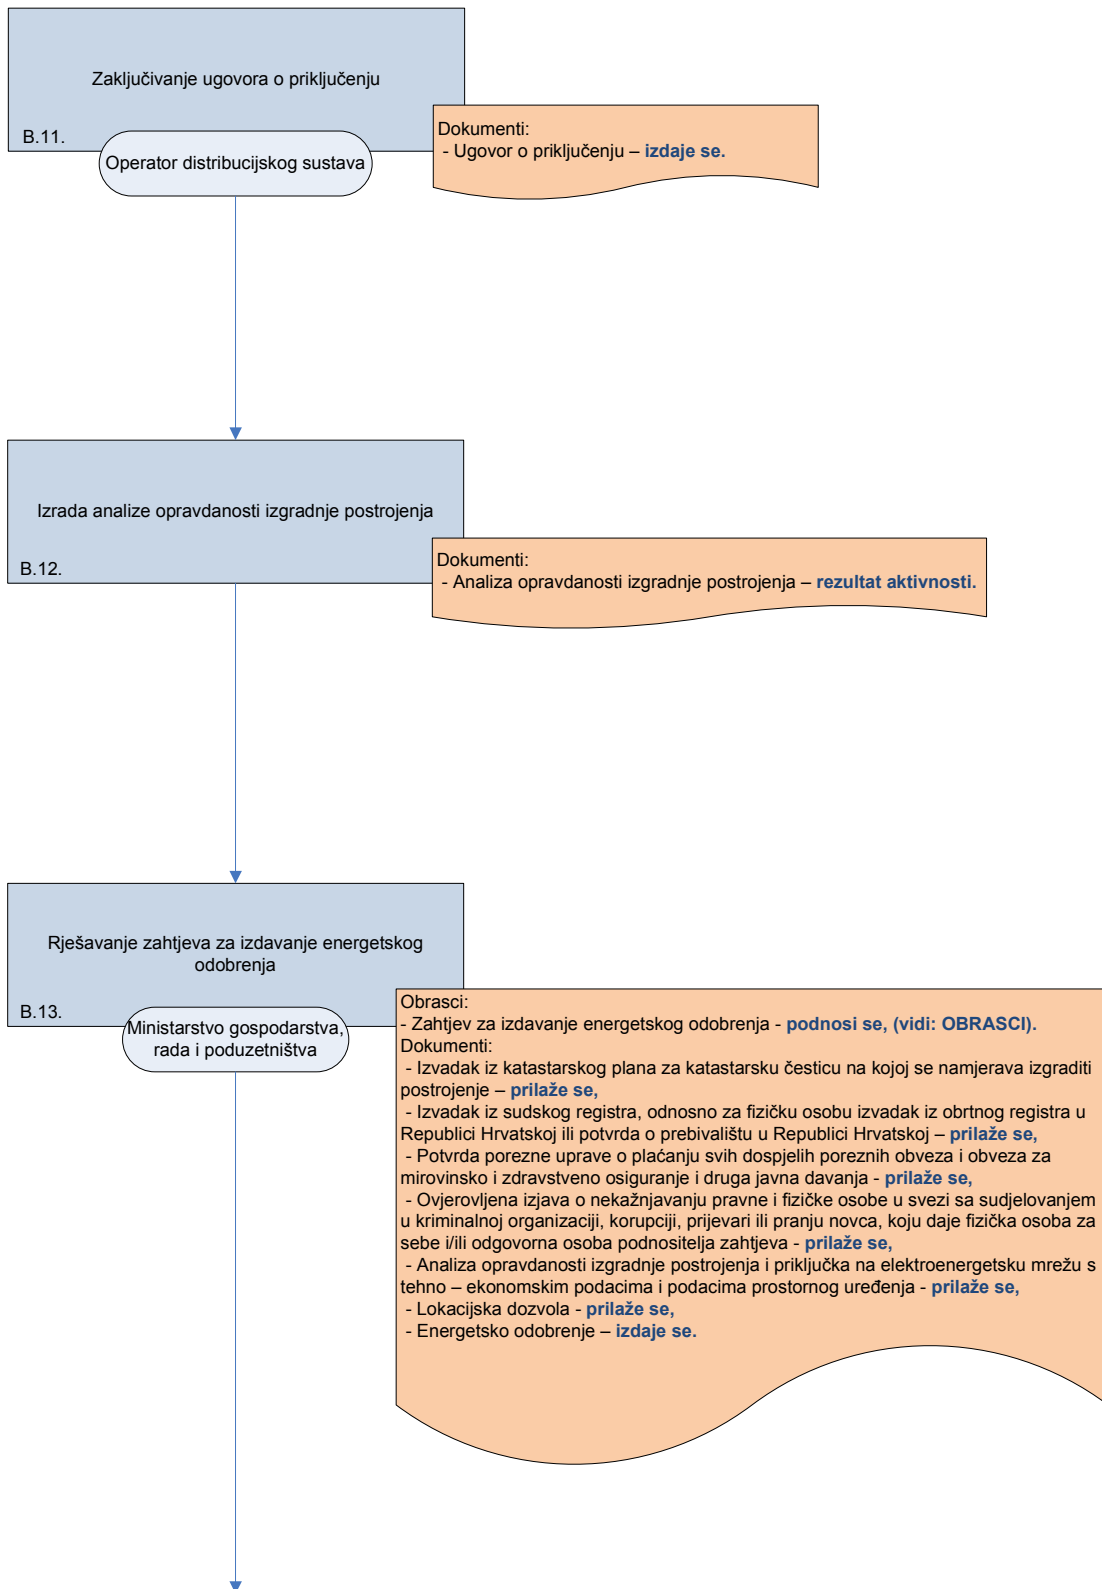 Zaključivanje ugovora o priključenju
B.11.
Operator distribucijskog sustava
Dokumenti:
- Ugovor o priključenju – izdaje se.
Izrada analize opravdanosti izgradnje postrojenja
B.12.
Dokumenti:
- Analiza opravdanosti izgradnje postrojenja – rezultat aktivnosti.
Rješavanje zahtjeva za izdavanje energetskog
odobrenja
B.13.
Ministarstvo gospodarstva,
rada i poduzetništva
Obrasci:
- Zahtjev za izdavanje energetskog odobrenja - podnosi se, (vidi: OBRASCI).
Dokumenti:
- Izvadak iz katastarskog plana za katastarsku česticu na kojoj se namjerava izgraditi
postrojenje – prilaže se,
- Izvadak iz sudskog registra, odnosno za fizičku osobu izvadak iz obrtnog registra u
Republici Hrvatskoj ili potvrda o prebivalištu u Republici Hrvatskoj – prilaže se,
- Potvrda porezne uprave o plaćanju svih dospjelih poreznih obveza i obveza za
mirovinsko i zdravstveno osiguranje i druga javna davanja - prilaže se,
- Ovjerovljena izjava o nekažnjavanju pravne i fizičke osobe u svezi sa sudjelovanjem
u kriminalnoj organizaciji, korupciji, prijevari ili pranju novca, koju daje fizička osoba za
sebe i/ili odgovorna osoba podnositelja zahtjeva - prilaže se,
- Analiza opravdanosti izgradnje postrojenja i priključka na elektroenergetsku mrežu s
tehno – ekonomskim podacima i podacima prostornog uređenja - prilaže se,
- Lokacijska dozvola - prilaže se,
- Energetsko odobrenje – izdaje se.